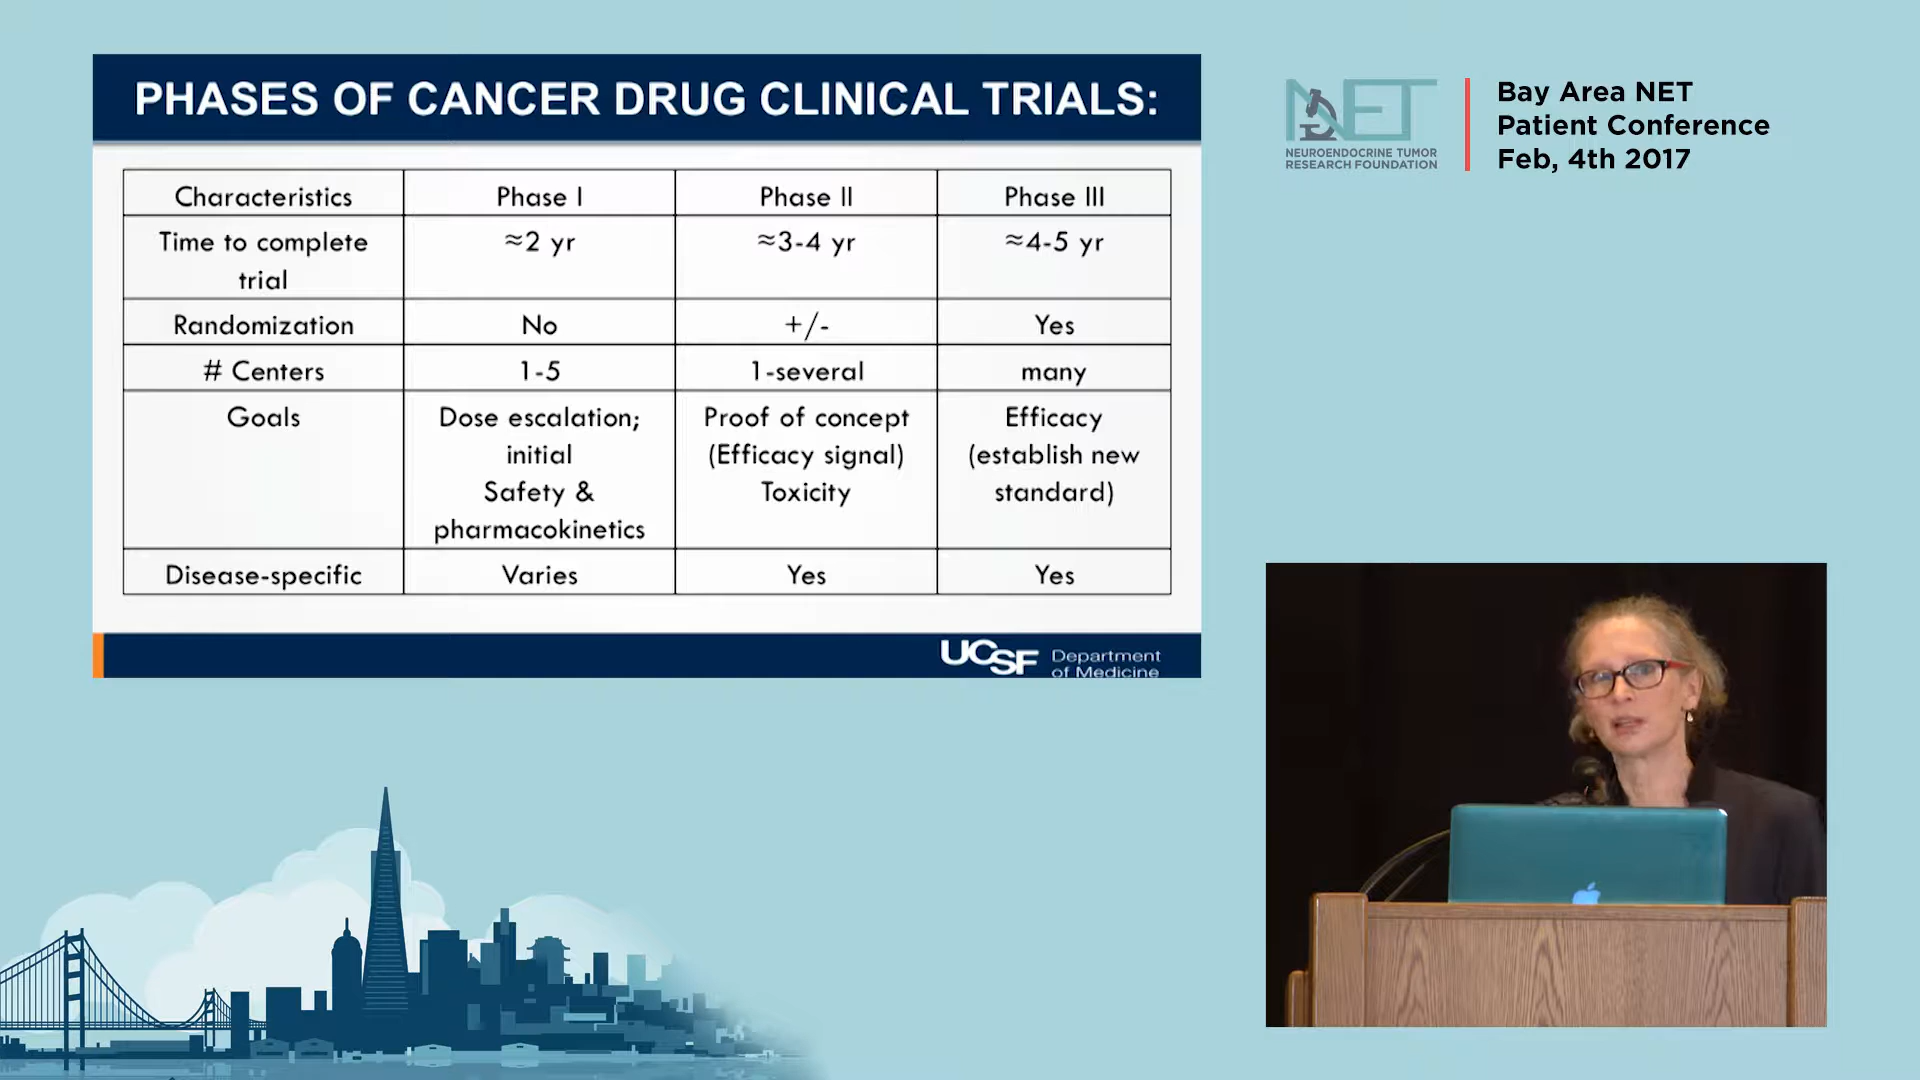 PHASES OF CANCER DRUG CLINICAL TRIALS:
Characteristics
Phase I
Phase II
Phase III
Time to complete
trial
≈2 yr
≈3-4 yr
≈4-5 yr
Randomization
No
+/-
Yes
# Centers
1-5
1-several
many
Goals
Dose escalation;
initial
Safety &
pharmacokinetics
Proof of concept
(Efficacy signal)
Toxicity
Efficacy
(establish new
standard)
Disease-specific
Varies
Yes
Yes
UCSF Department
of Medicine
NET
NEUROENDOCRINE TUMOR
RESEARCH FOUNDATION
Bay Area NET
Patient Conference
Feb, 4th 2017